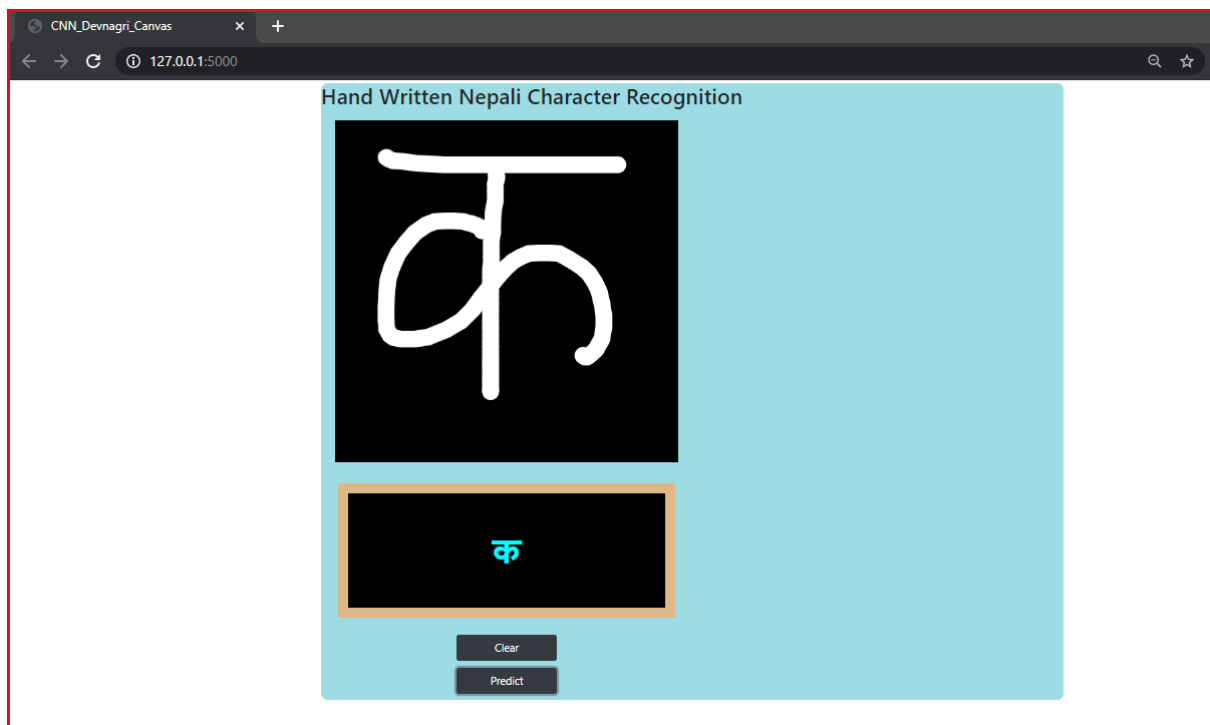 CNN_Devnagri_Canvas
127.0.0.1:5000
Hand Written Nepali Character Recognition
क
क
Clear
Predict